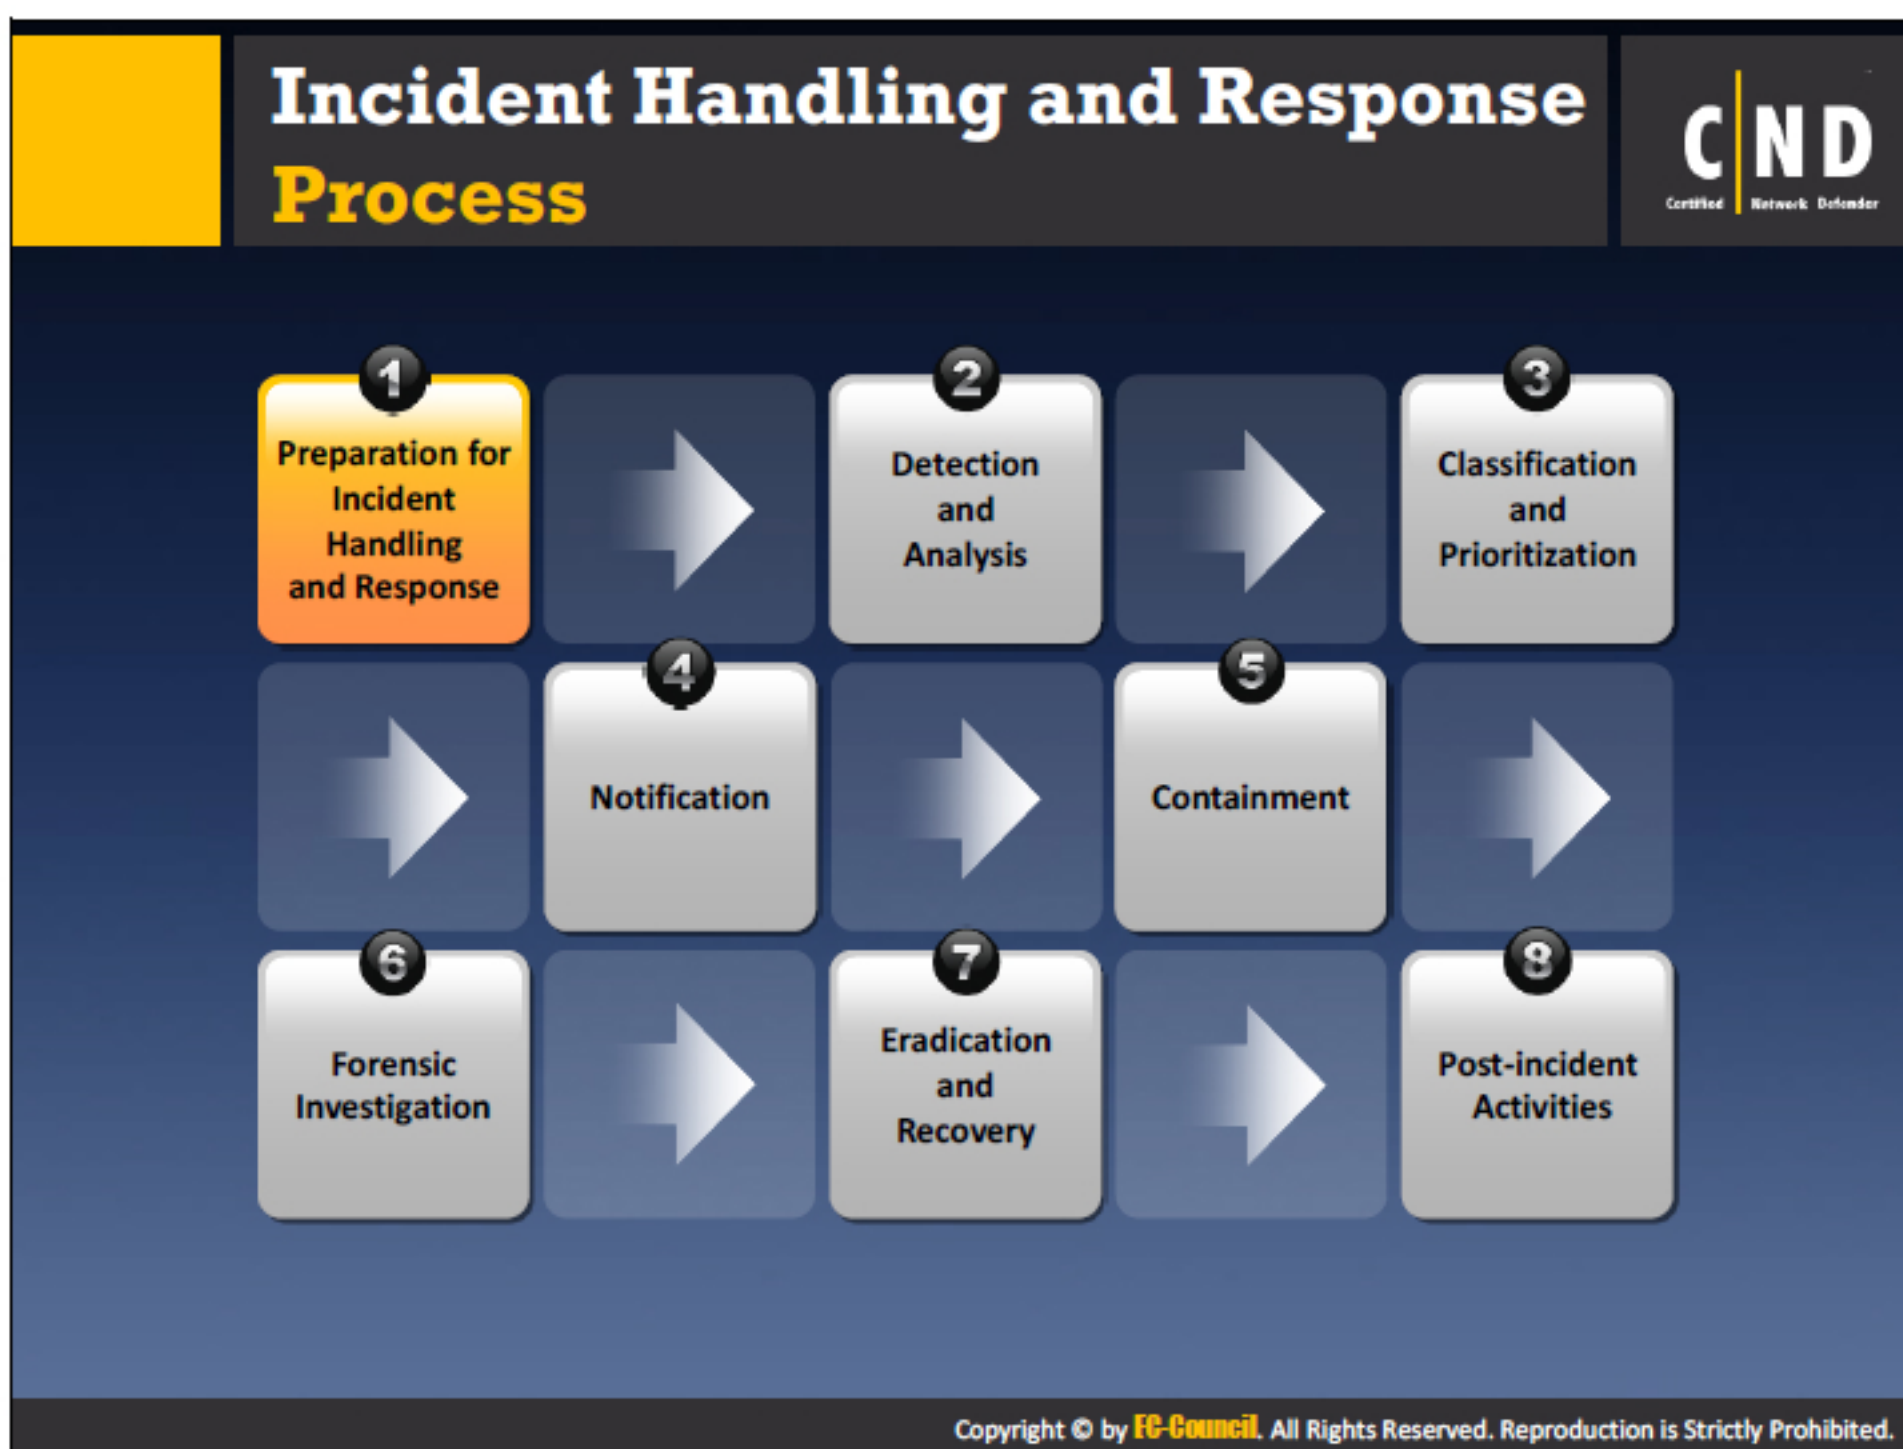 Incident Handling and Response
Process
C ND
Certified Network Defender
1
Preparation for
Incident
Handling
and Response
2
Detection
and
Analysis
3
Classification
and
Prioritization
4
Notification
5
Containment
6
Forensic
Investigation
7
Eradication
and
Recovery
8
Post-incident
Activities
Copyright © by EC-Council. All Rights Reserved. Reproduction is Strictly Prohibited.